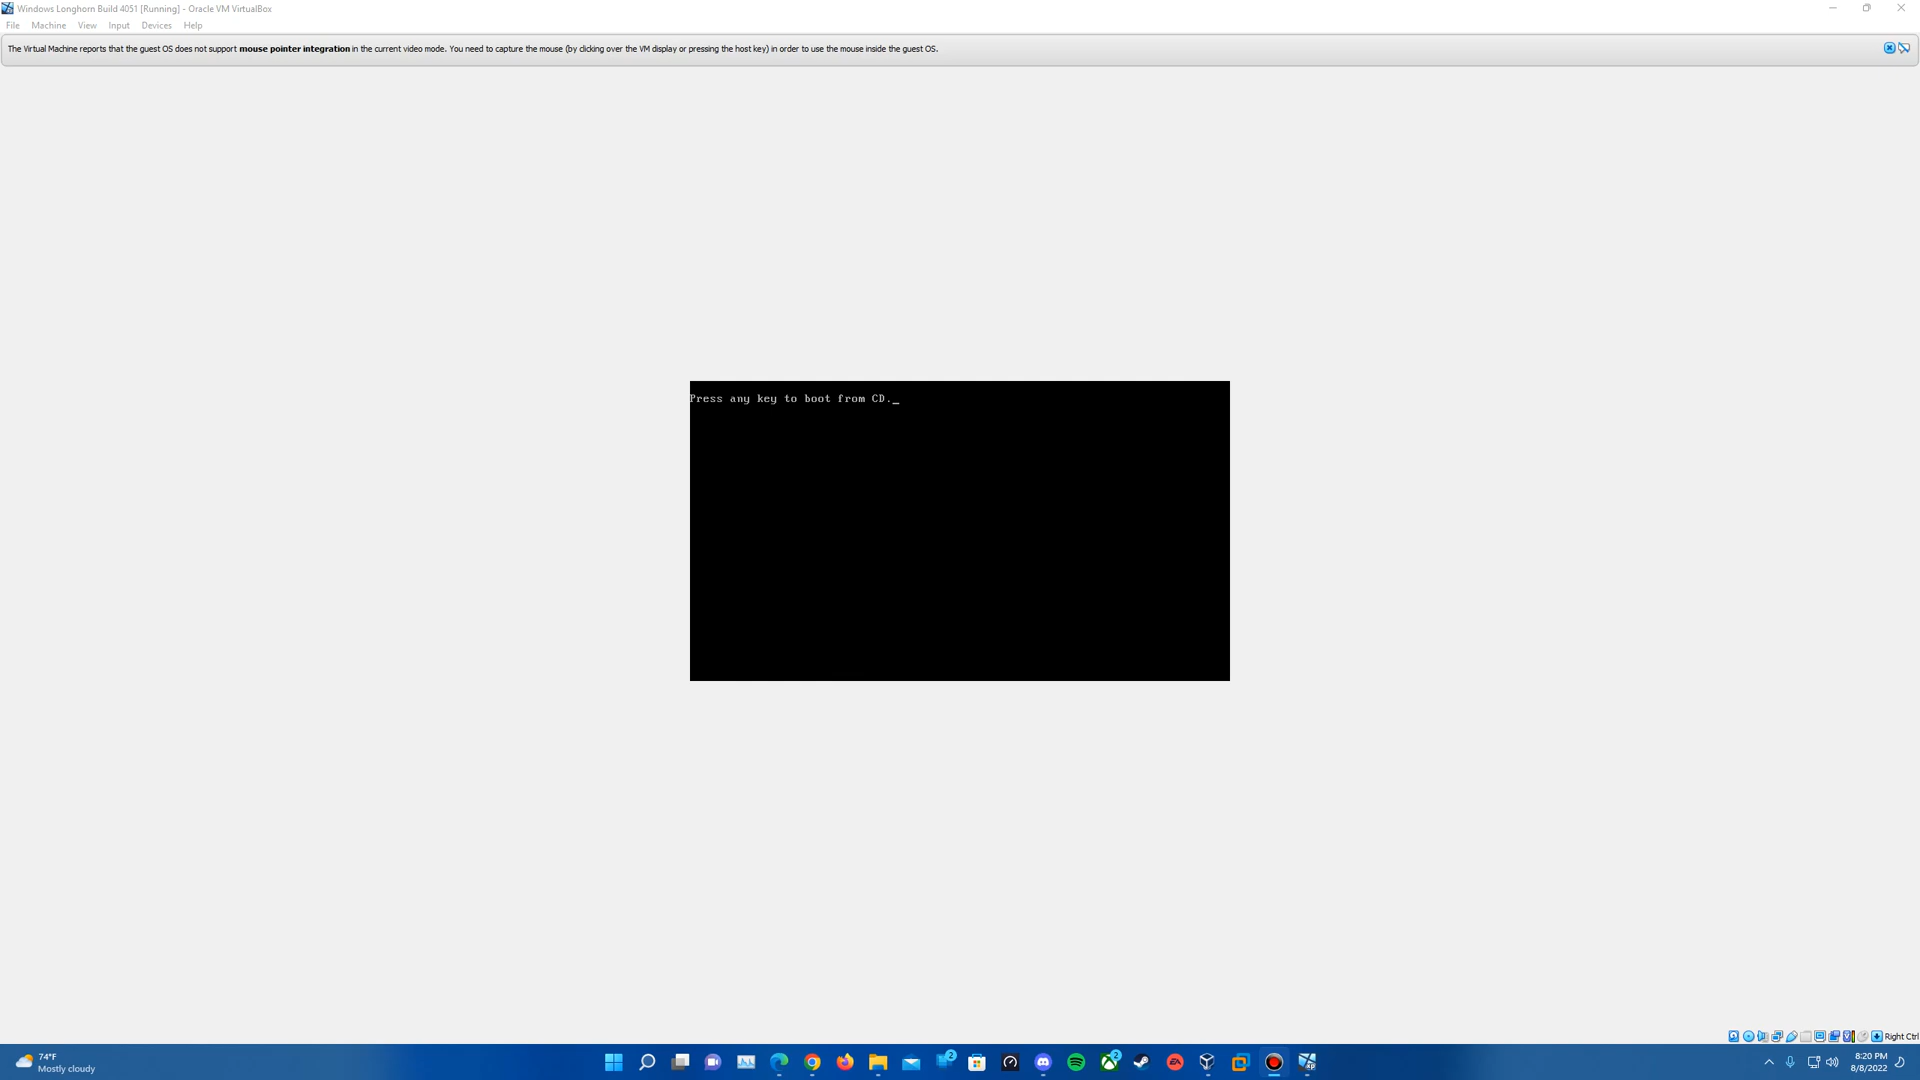 Windows Longhorn Build 4051 [Running] - Oracle VM VirtualBox
File Machine View Input Devices Help
The Virtual Machine reports that the guest OS does not support mouse pointer integration in the current video mode. You need to capture the mouse (by clicking over the VM display or pressing the host key) in order to use the mouse inside the guest OS.
Press any key to boot from CD._
Right Ctrl
74°F
Mostly cloudy
2
2
8:20 PM
8/8/2022